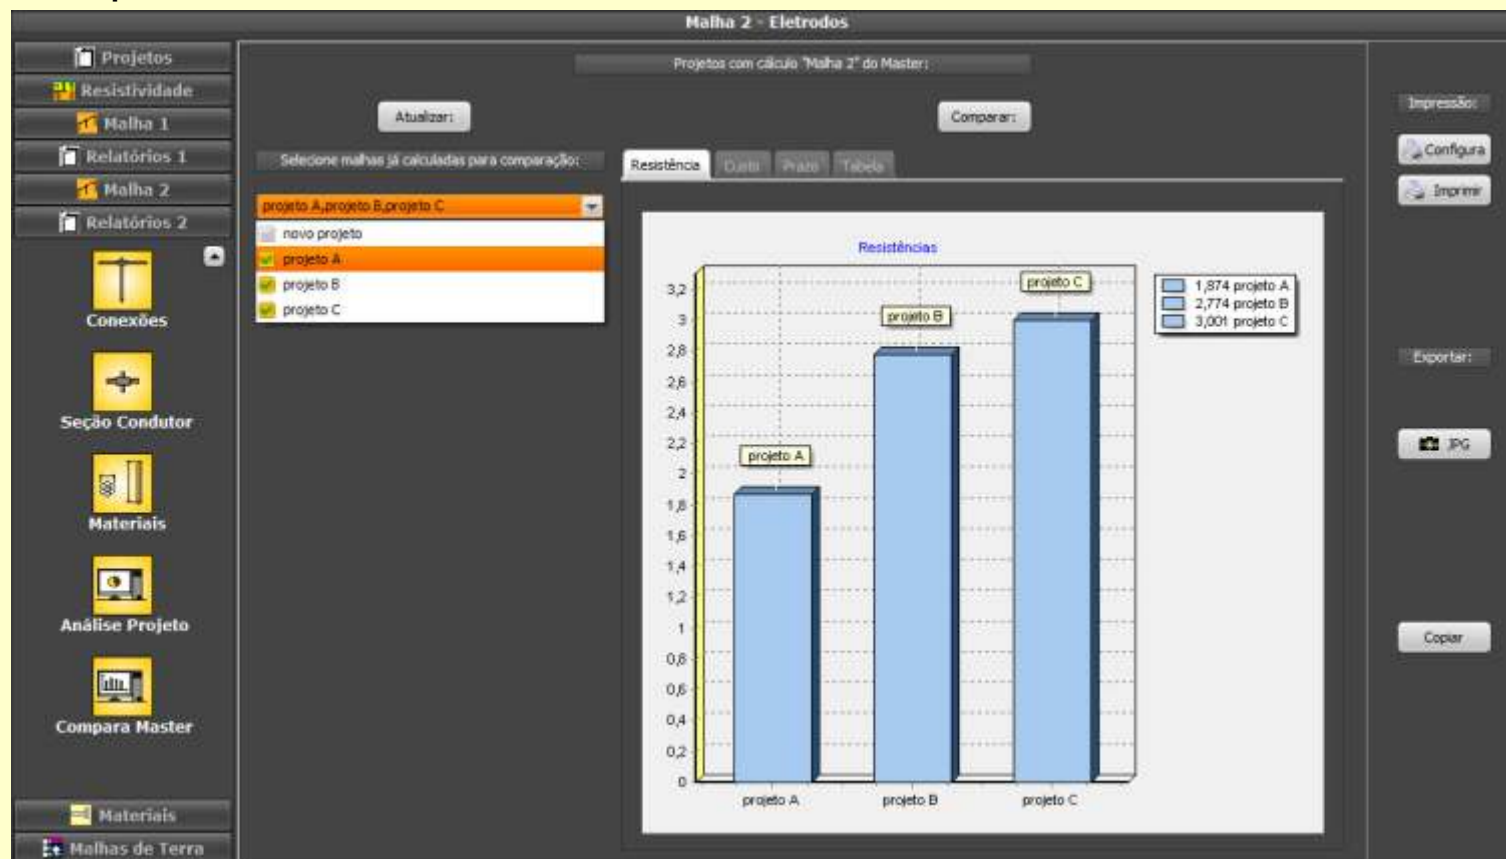 Malha 2 - Eletrodos
Projetos
Resistividade
Malha 1
Relatórios 1
Malha 2
Relatórios 2
Conexões
Seção Condutor
Materiais
Análise Projeto
Compara Master
Materiais
Malhas de Terra
Projetos com cálculo "Malha 2" do Master:
Atualizar:
Comparar:
Selecione malhas já calculadas para comparação:
projeto A,projeto B,projeto C
novo projeto
projeto A
projeto B
projeto C
Resistência Custo Prazo Tabela
Resistências
3,2
3
2,8
2,6
2,4
2,2
2
1,8
1,6
1,4
1,2
1
0,8
0,6
0,4
0,2
0
projeto A
projeto B
projeto C
projeto A projeto B projeto C
1,874 projeto A
2,774 projeto B
3,001 projeto C
Impressão:
Configura
Imprimir
Exportar:
JPG
Copiar